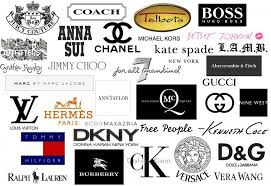 JUICY COUTURE
COACH
Talbots
BOSS
HUGO BOSS
ANNA
SUI
CHANEL
MICHAEL KORS
Betsey Johnson
kate spade
NEW YORK
L.A.M.B.
Cynthia Rowley
JIMMY CHOO
for all 7 mankind
Abercrombie & Fitch
MARC BY MARC JACOBS
GUCCI
LOUIS VUITTON
HERMÈS
PARIS
ANNTAYLOR
McQ
NINE WEST
BCBGMAXAZRIA
Free People
Kenneth Cole
TOMMY
HILFIGER
DKNY
DONNA KARAN NEW YORK
D&G
DOLCE & GABBANA
RALPH LAUREN
BURBERRY
Calvin Klein
VERSACE
VERA WANG